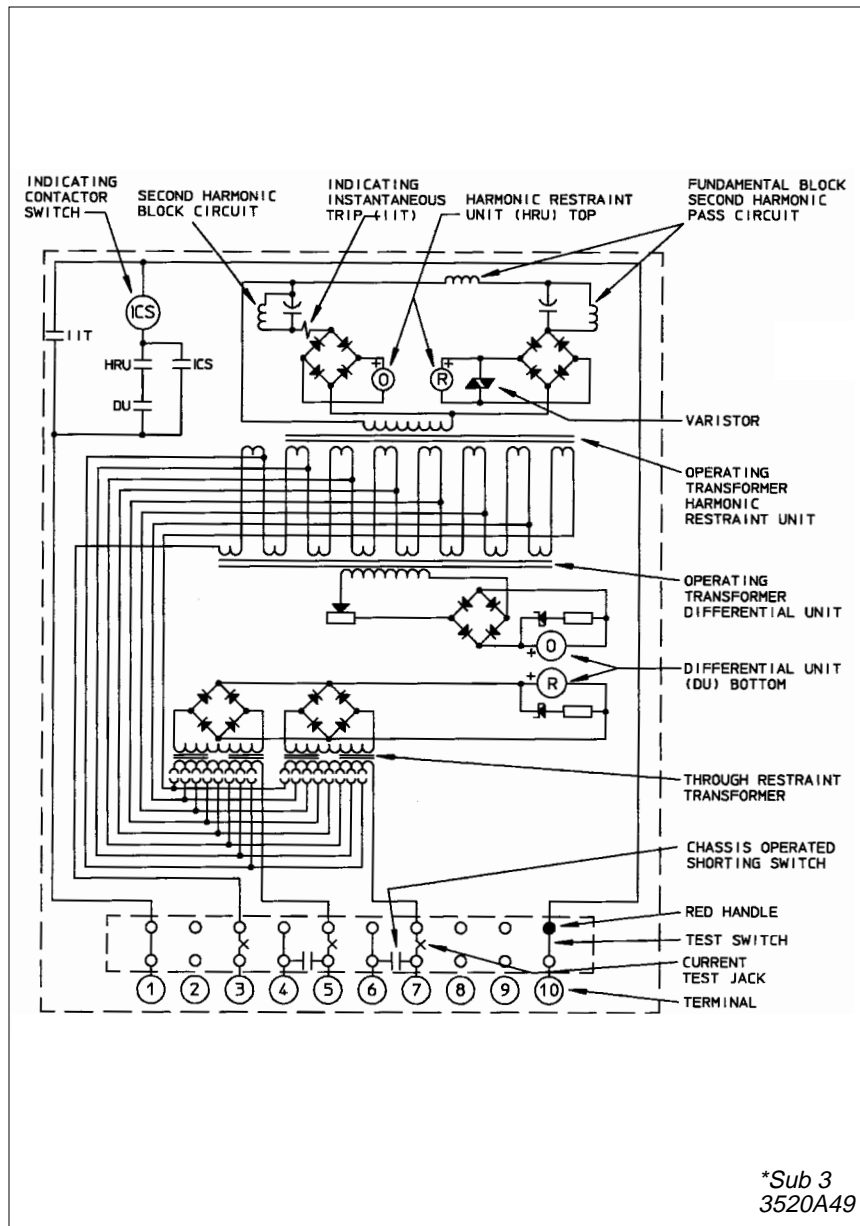 INDICATING
CONTACTOR
SWITCH
SECOND HARMONIC
BLOCK CIRCUIT
INDICATING
INSTANTANEOUS
TRIP (IIT)
HARMONIC RESTRAINT
UNIT (HRU) TOP
FUNDAMENTAL BLOCK
SECOND HARMONIC
PASS CIRCUIT
ICS
IIT
HRU
ICS
DU
+
O
R
+
VARISTOR
OPERATING
TRANSFORMER
HARMONIC
RESTRAINT UNIT
OPERATING
TRANSFORMER
DIFFERENTIAL UNIT
O
+
+
R
DIFFERENTIAL UNIT
(DU) BOTTOM
THROUGH RESTRAINT
TRANSFORMER
CHASSIS OPERATED
SHORTING SWITCH
RED HANDLE
TEST SWITCH
CURRENT
TEST JACK
1 2 3 4 5 6 7 8 9 10
TERMINAL
*Sub 3
3520A49